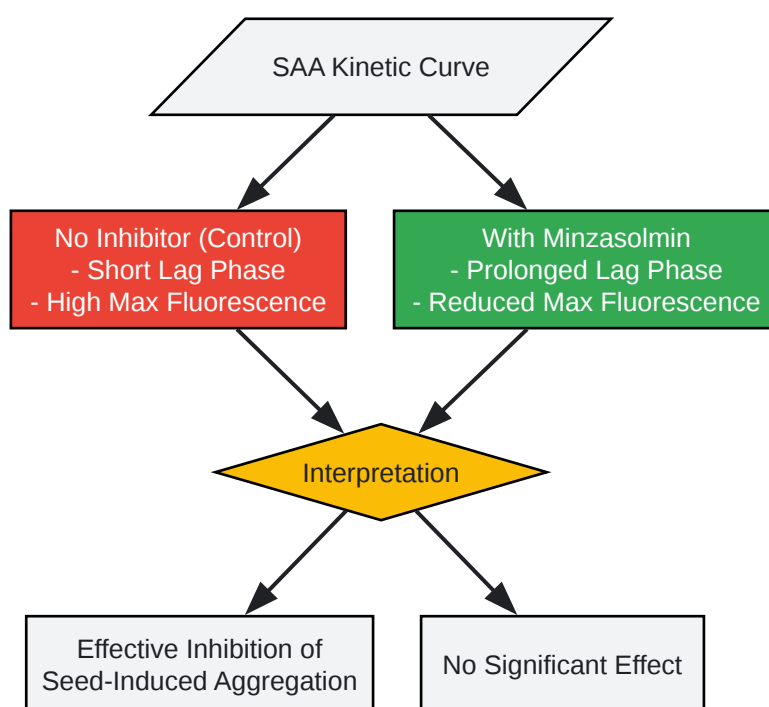 SAA Kinetic Curve
No Inhibitor (Control)
- Short Lag Phase
- High Max Fluorescence
With Minzasolmin
- Prolonged Lag Phase
- Reduced Max Fluorescence
Interpretation
Effective Inhibition of
Seed-Induced Aggregation
No Significant Effect